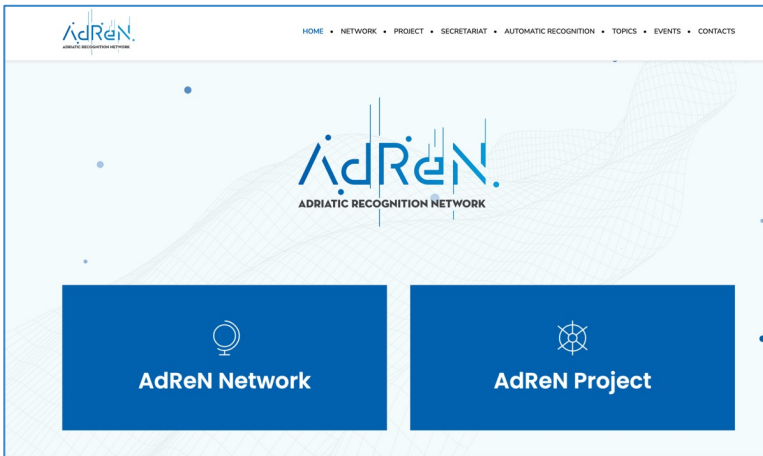 AdReN.
ADRIATIC RECOGNITION NETWORK
HOME • NETWORK • PROJECT • SECRETARIAT • AUTOMATIC RECOGNITION • TOPICS • EVENTS • CONTACTS
AdReN.
ADRIATIC RECOGNITION NETWORK
AdReN Network
AdReN Project